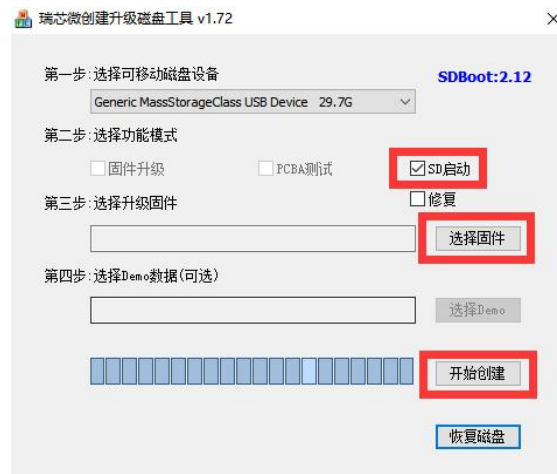 瑞芯微创建升级磁盘工具 v1.72
第一步:选择可移动磁盘设备
SDBoot:2.12
Generic MassStorageClass USB Device 29.7G
第二步:选择功能模式
固件升级 PCBA测试 SD启动
第三步:选择升级固件 修复
选择固件
第四步:选择Demo数据(可选)
选择Demo
开始创建
恢复磁盘